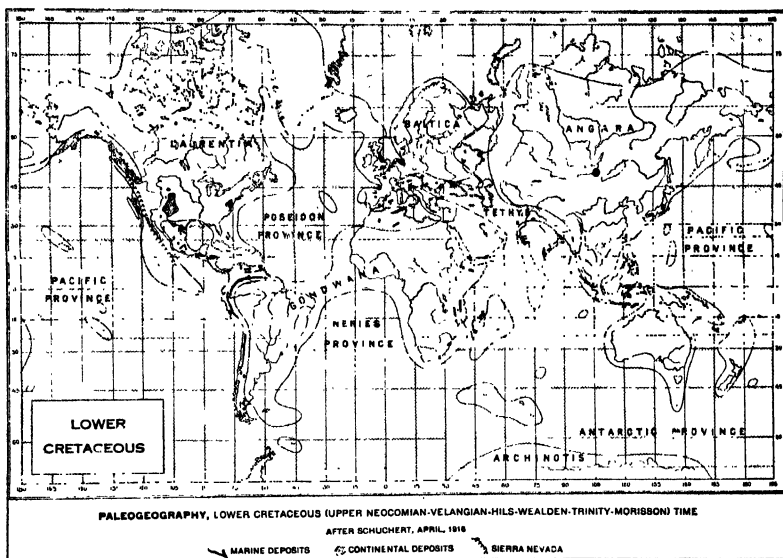 LAURENTIA
BALTICA
ANGARA
POSEIDON
PROVINCE
TETHYS
PACIFIC
PROVINCE
PACIFIC
PROVINCE
GONDWANA
NERIES
PROVINCE
LOWER
CRETACEOUS
ANTARCTIC PROVINCE
ARCHINOTIS
PALEOGEOGRAPHY, LOWER CRETACEOUS (UPPER NEOCOMIAN-VELANGIAN-HILS-WEALDEN-TRINITY-MORISSON) TIME
AFTER SCHUCHERT, APRIL, 1916
MARINE DEPOSITS CONTINENTAL DEPOSITS SIERRA NEVADA